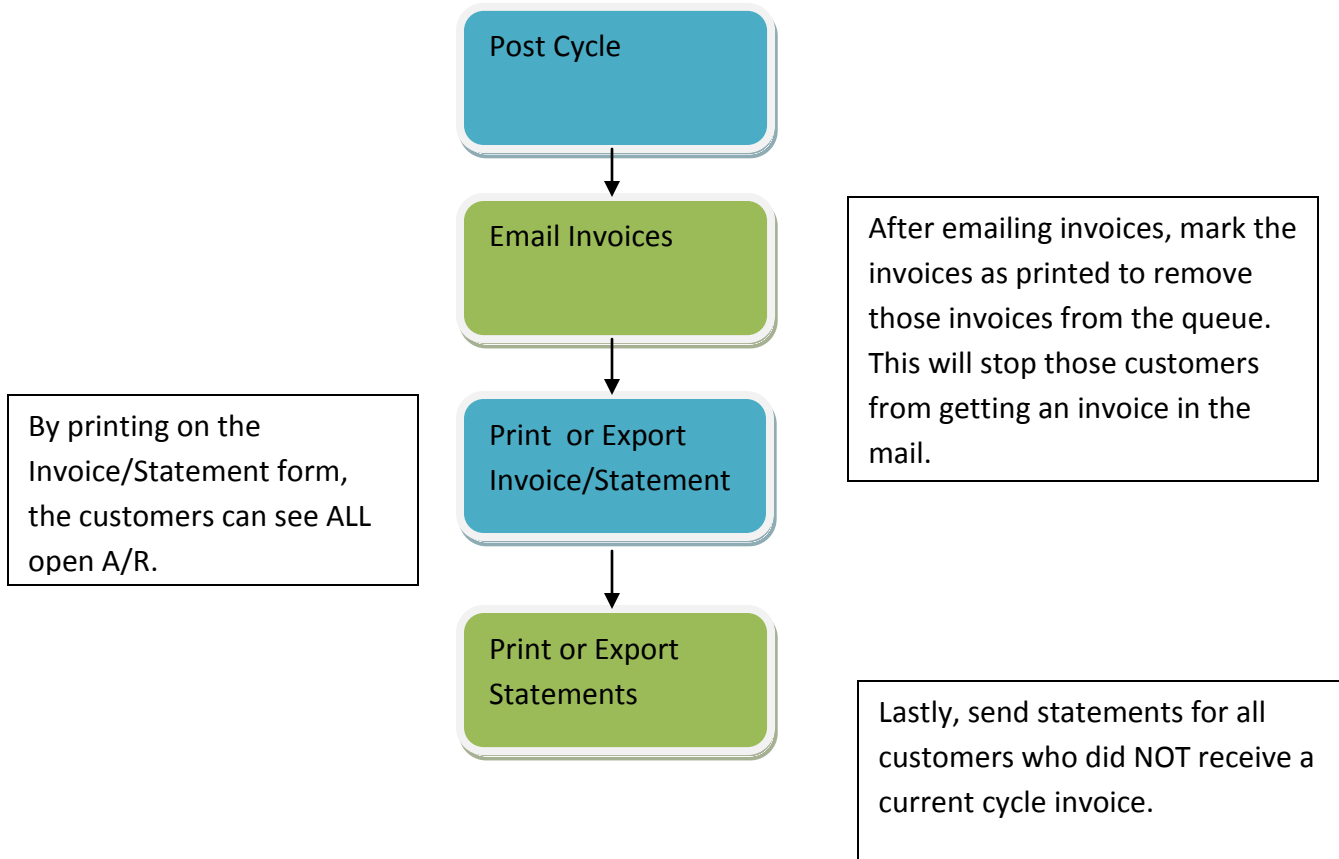 Post Cycle
Email Invoices
After emailing invoices, mark the
invoices as printed to remove
those invoices from the queue.
This will stop those customers
from getting an invoice in the
mail.
By printing on the
Invoice/Statement form,
the customers can see ALL
open A/R.
Print  or Export
Invoice/Statement
Print or Export
Statements
Lastly, send statements for all
customers who did NOT receive a
current cycle invoice.